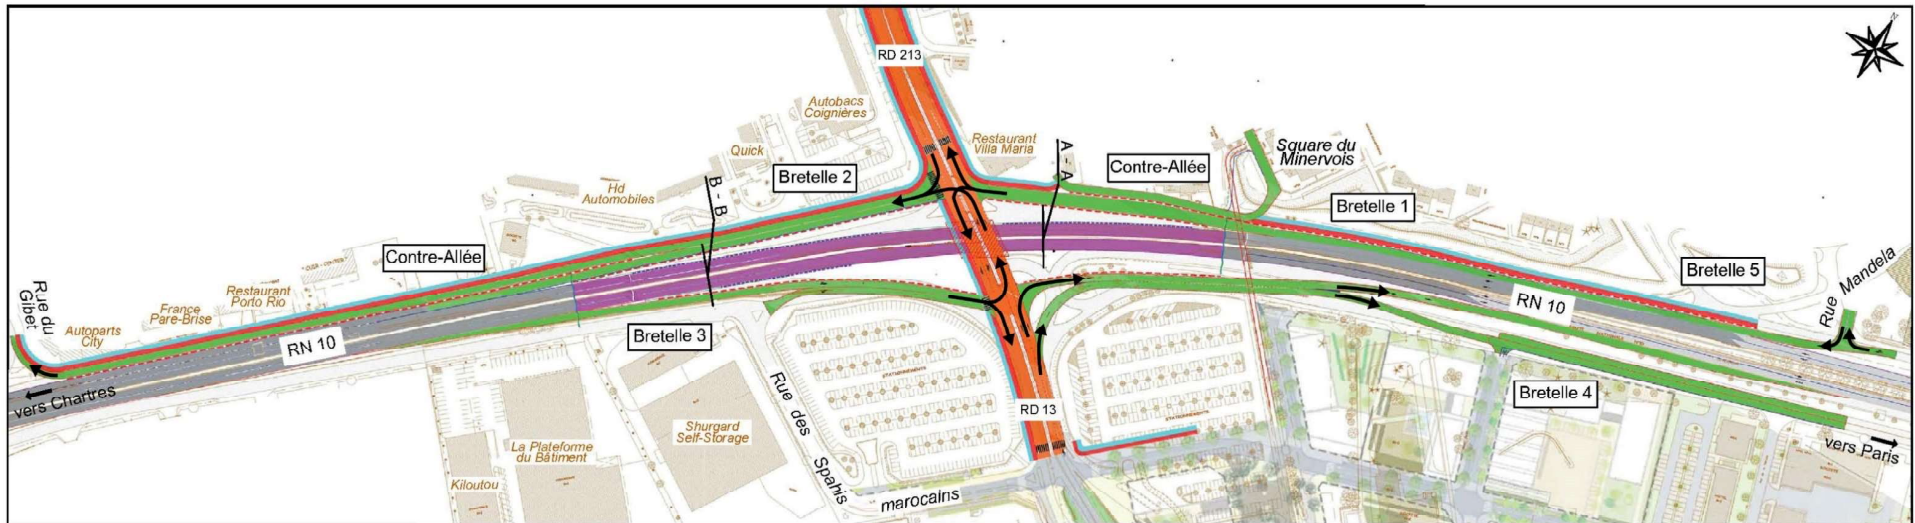 N
RD 213
Autobacs
Coignières
Restaurant
Villa Maria
A - A
Contre-Allée
Square du
Minervois
Quick
Bretelle 2
Hd
Automobiles
B - B
Bretelle 1
Contre-Allée
Bretelle 5
Rue Mandela
Rue du
Gibet
Restaurant
Porto Rio
France
Pare-Brise
Autoparts
City
RN 10
RN 10
Bretelle 3
vers Chartres
Rue des Spahis marocains
STATIONNEMENTS
STATIONNEMENTS
RD 13
Bretelle 4
Shurgard
Self-Storage
La Plateforme
du Bâtiment
Kiloutou
vers Paris